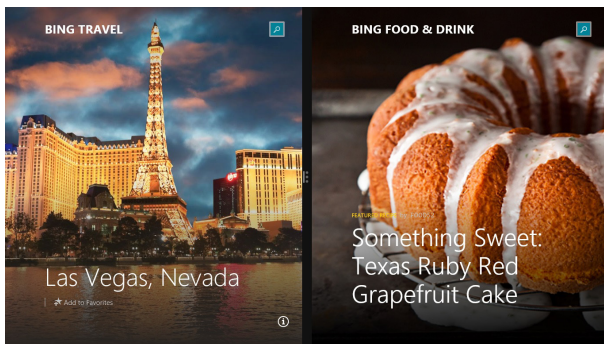 BING TRAVEL
Las Vegas, Nevada
Add to Favorites
BING FOOD & DRINK
Something Sweet:
Texas Ruby Red
Grapefruit Cake